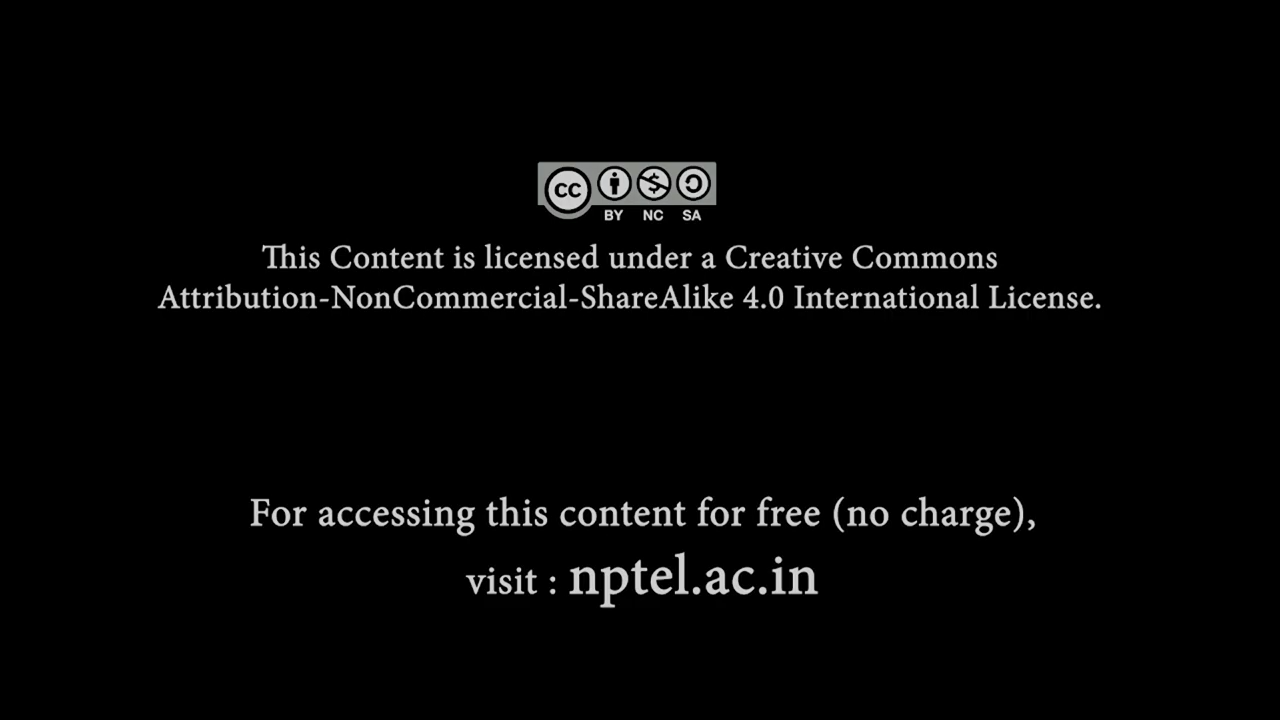 cc
BY NC SA
This Content is licensed under a Creative Commons
Attribution-NonCommercial-ShareAlike 4.0 International License.
For accessing this content for free (no charge),
visit : nptel.ac.in